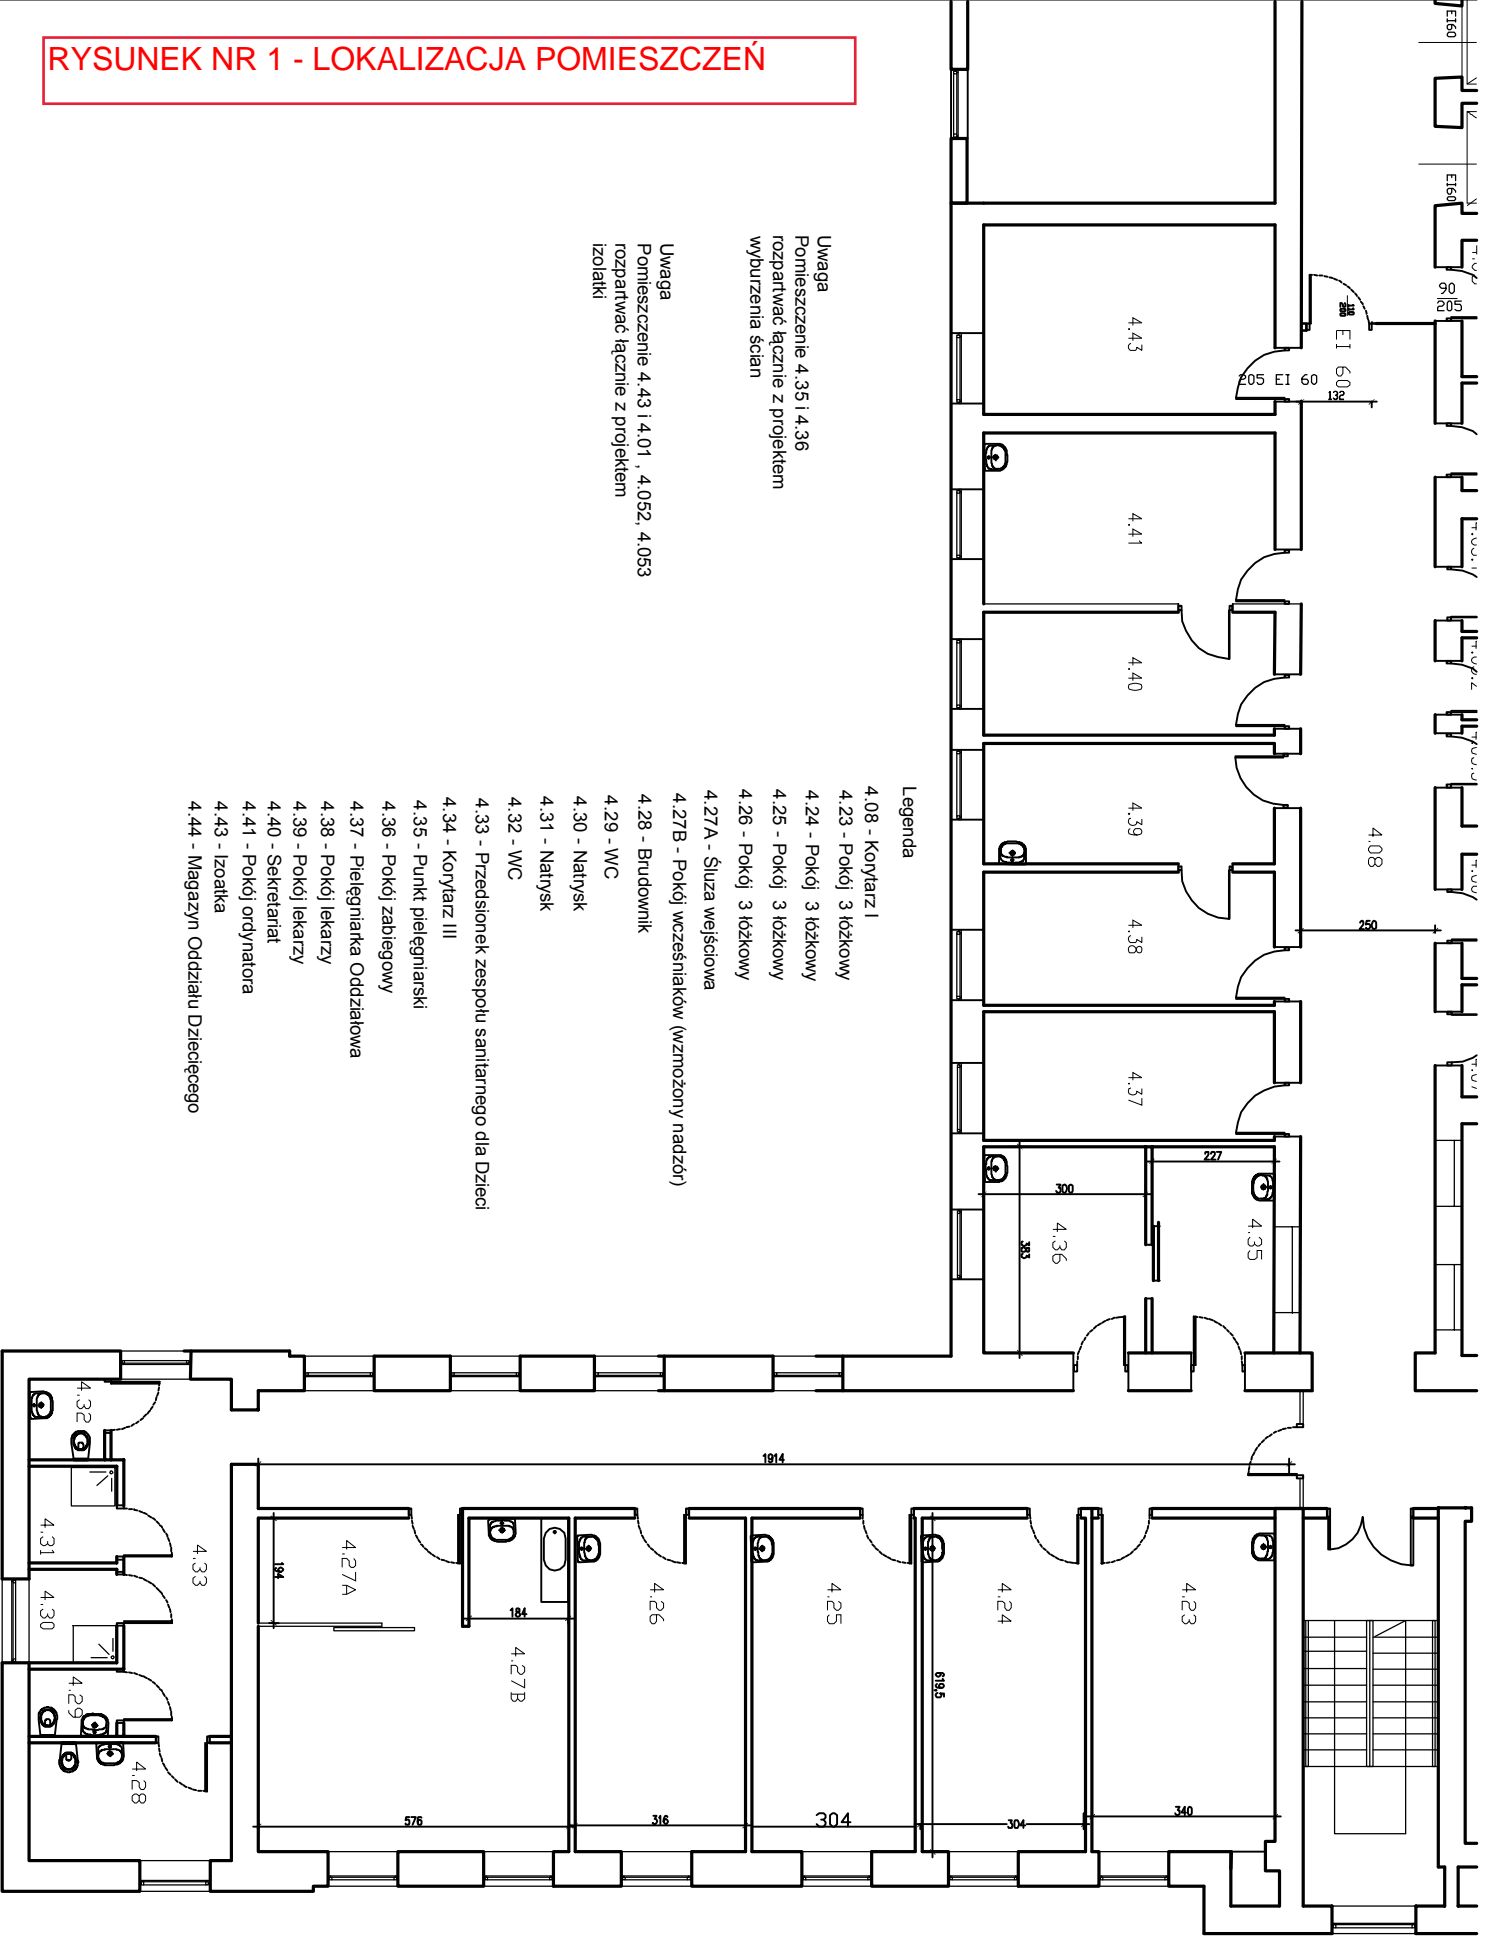 RYSUNEK NR 1 - LOKALIZACJA POMIESZCZEŃ
Uwaga
Pomieszczenie 4.35 i 4.36
rozpartwać łącznie z projektem
wyburzenia ścian
Uwaga
Pomieszczenie 4.43 i 4.01 , 4.052, 4.053
rozpartwać łącznie z projektem
izolatki
Legenda
4.08 - Korytarz I
4.23 - Pokój 3 łóżkowy
4.24 - Pokój 3 łóżkowy
4.25 - Pokój 3 łóżkowy
4.26 - Pokój 3 łóżkowy
4.27A - Śluza wejściowa
4.27B - Pokój wcześniaków (wzmożony nadzór)
4.28 - Brudownik
4.29 - WC
4.30 - Natrysk
4.31 - Natrysk
4.32 - WC
4.33 - Przedsionek zespołu sanitarnego dla Dzieci
4.34 - Korytarz III
4.35 - Punkt pielęgniarski
4.36 - Pokój zabiegowy
4.37 - Pielęgniarka Oddziałowa
4.38 - Pokój lekarzy
4.39 - Pokój lekarzy
4.40 - Sekretariat
4.41 - Pokój ordynatora
4.43 - Izoatka
4.44 - Magazyn Oddziału Dziecięcego
EI60
EI60
90
205
110
200
EI 60
205 EI 60
132
4.43
4.41
4.40
4.39
4.38
4.37
4.08
250
227
300
383
4.36
4.35
1914
4.32
4.31
4.30
4.29
4.28
4.33
4.27A
194
184
4.27B
4.26
4.25
4.24
4.23
619,5
576
316
304
304
340